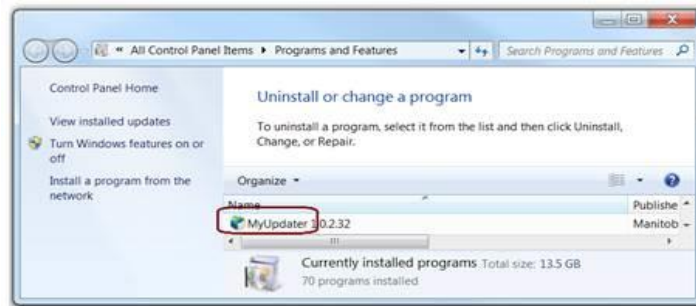 « All Control Panel Items ▸ Programs and Features
Search Programs and Features
Control Panel Home
View installed updates
Turn Windows features on or
off
Install a program from the
network
Uninstall or change a program
To uninstall a program, select it from the list and then click Uninstall,
Change, or Repair.
Organize
Name
Publishe
MyUpdater 1.0.2.32
Manitob
Currently installed programs Total size: 13.5 GB
70 programs installed